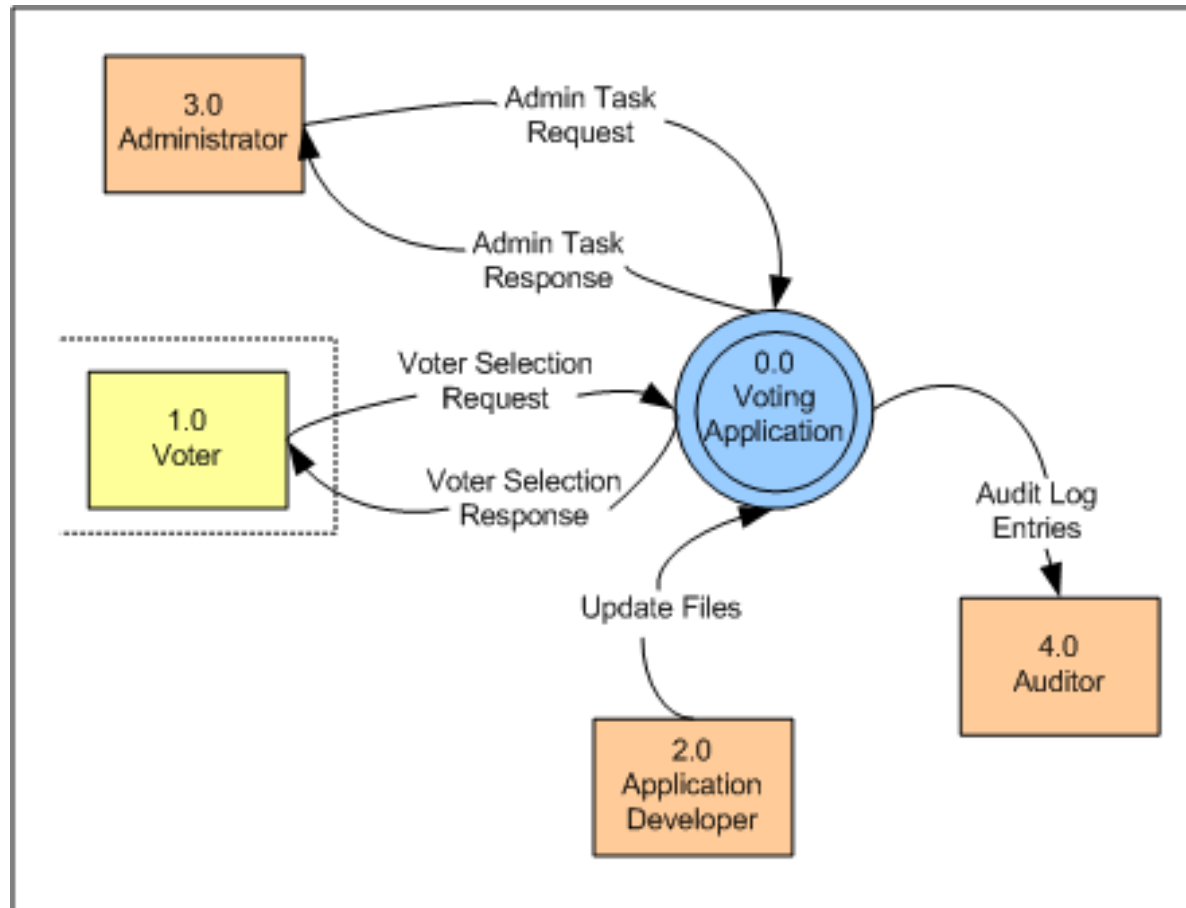 3.0
Administrator
Admin Task
Request
Admin Task
Response
1.0
Voter
Voter Selection
Request
Voter Selection
Response
0.0
Voting
Application
Audit Log
Entries
Update Files
4.0
Auditor
2.0
Application
Developer